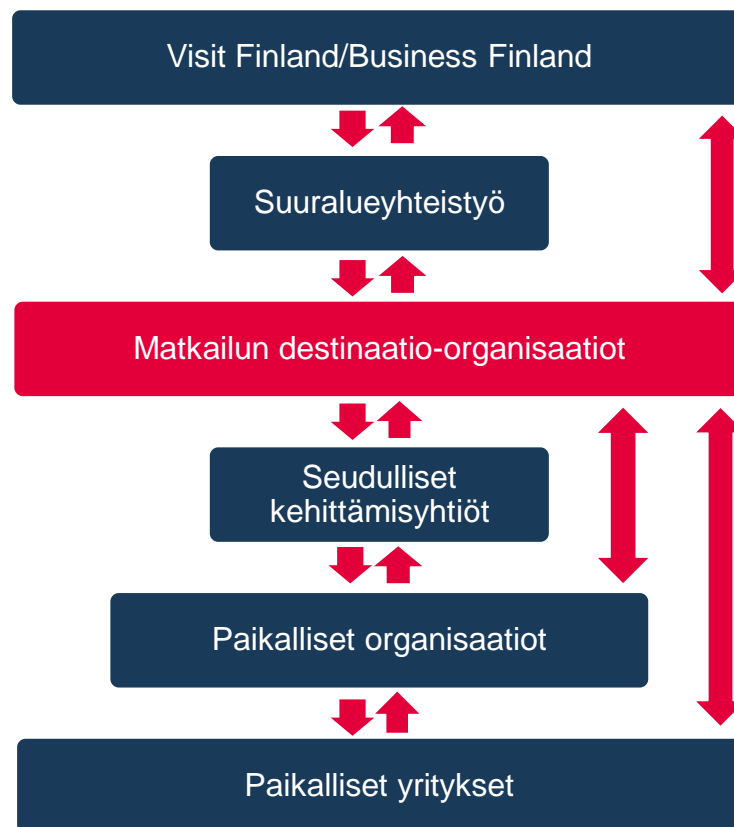 Visit Finland/Business Finland
Suuralueyhteistyö
Matkailun destinaatio-organisaatiot
Seudulliset
kehittämisyhtiöt
Paikalliset organisaatiot
Paikalliset yritykset